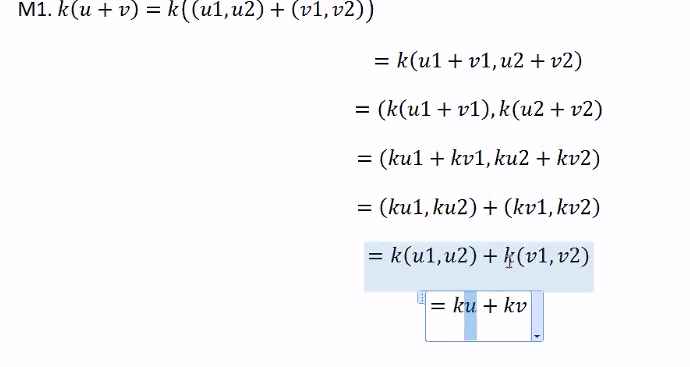 M1. k(u + v) = k((u1,u2) + (v1,v2))
= k(u1 + v1,u2 + v2)
= (k(u1 + v1),k(u2 + v2)
= (ku1 + kv1,ku2 + kv2)
= (ku1,ku2) + (kv1,kv2)
= k(u1,u2) + k(v1,v2)
= ku + kv